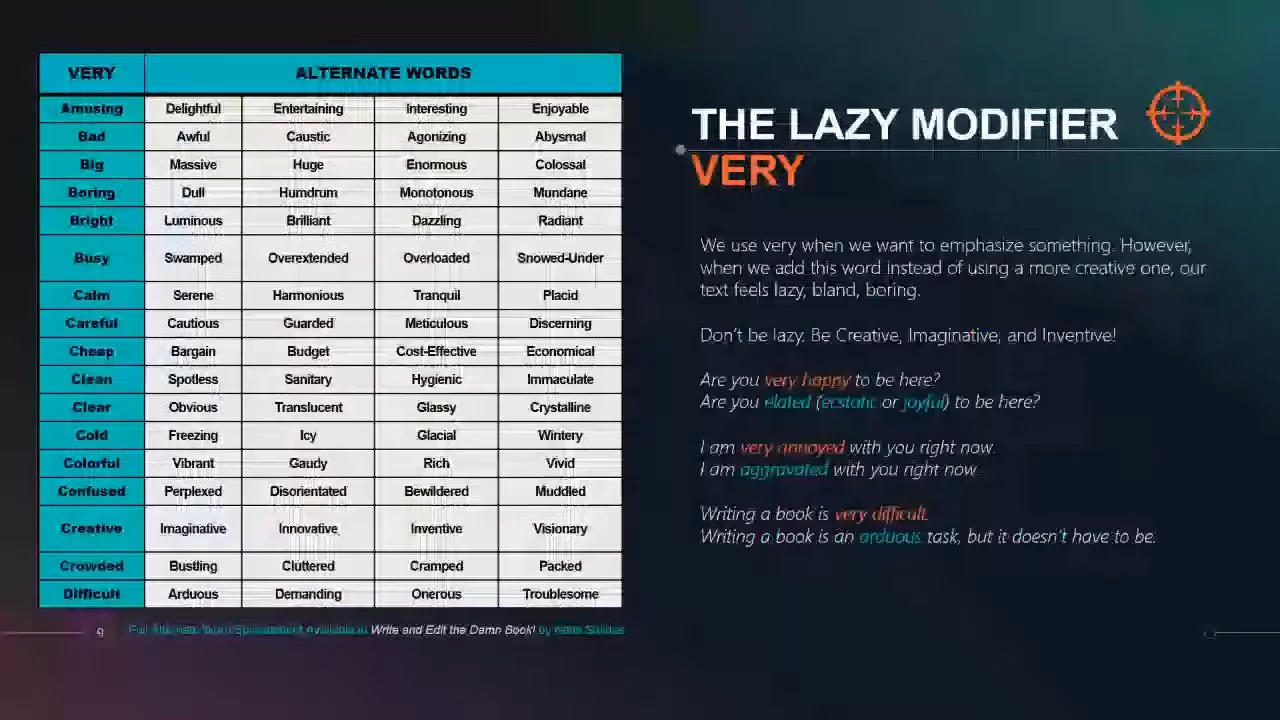 VERY ALTERNATE WORDS
Amusing Delightful Entertaining Interesting Enjoyable
Bad Awful Caustic Agonizing Abysmal
Big Massive Huge Enormous Colossal
Boring Dull Humdrum Monotonous Mundane
Bright Luminous Brilliant Dazzling Radiant
Busy Swamped Overextended Overloaded Snowed-Under
Calm Serene Harmonious Tranquil Placid
Careful Cautious Guarded Meticulous Discerning
Cheap Bargain Budget Cost-Effective Economical
Clean Spotless Sanitary Hygienic Immaculate
Clear Obvious Translucent Glassy Crystalline
Cold Freezing Icy Glacial Wintery
Colorful Vibrant Gaudy Rich Vivid
Confused Perplexed Disorientated Bewildered Muddled
Creative Imaginative Innovative Inventive Visionary
Crowded Bustling Cluttered Cramped Packed
Difficult Arduous Demanding Onerous Troublesome
9
Write and Edit the Damn Book! by
THE LAZY MODIFIER
VERY
We use very when we want to emphasize something. However,
when we add this word instead of using a more creative one, our
text feels lazy, bland, boring.
Don't be lazy. Be Creative, Imaginative, and Inventive!
Are you very happy to be here?
Are you elated (ecstatic or joyful) to be here?
I am very annoyed with you right now.
I am aggravated with you right now.
Writing a book is very difficult.
Writing a book is an arduous task, but it doesn't have to be.